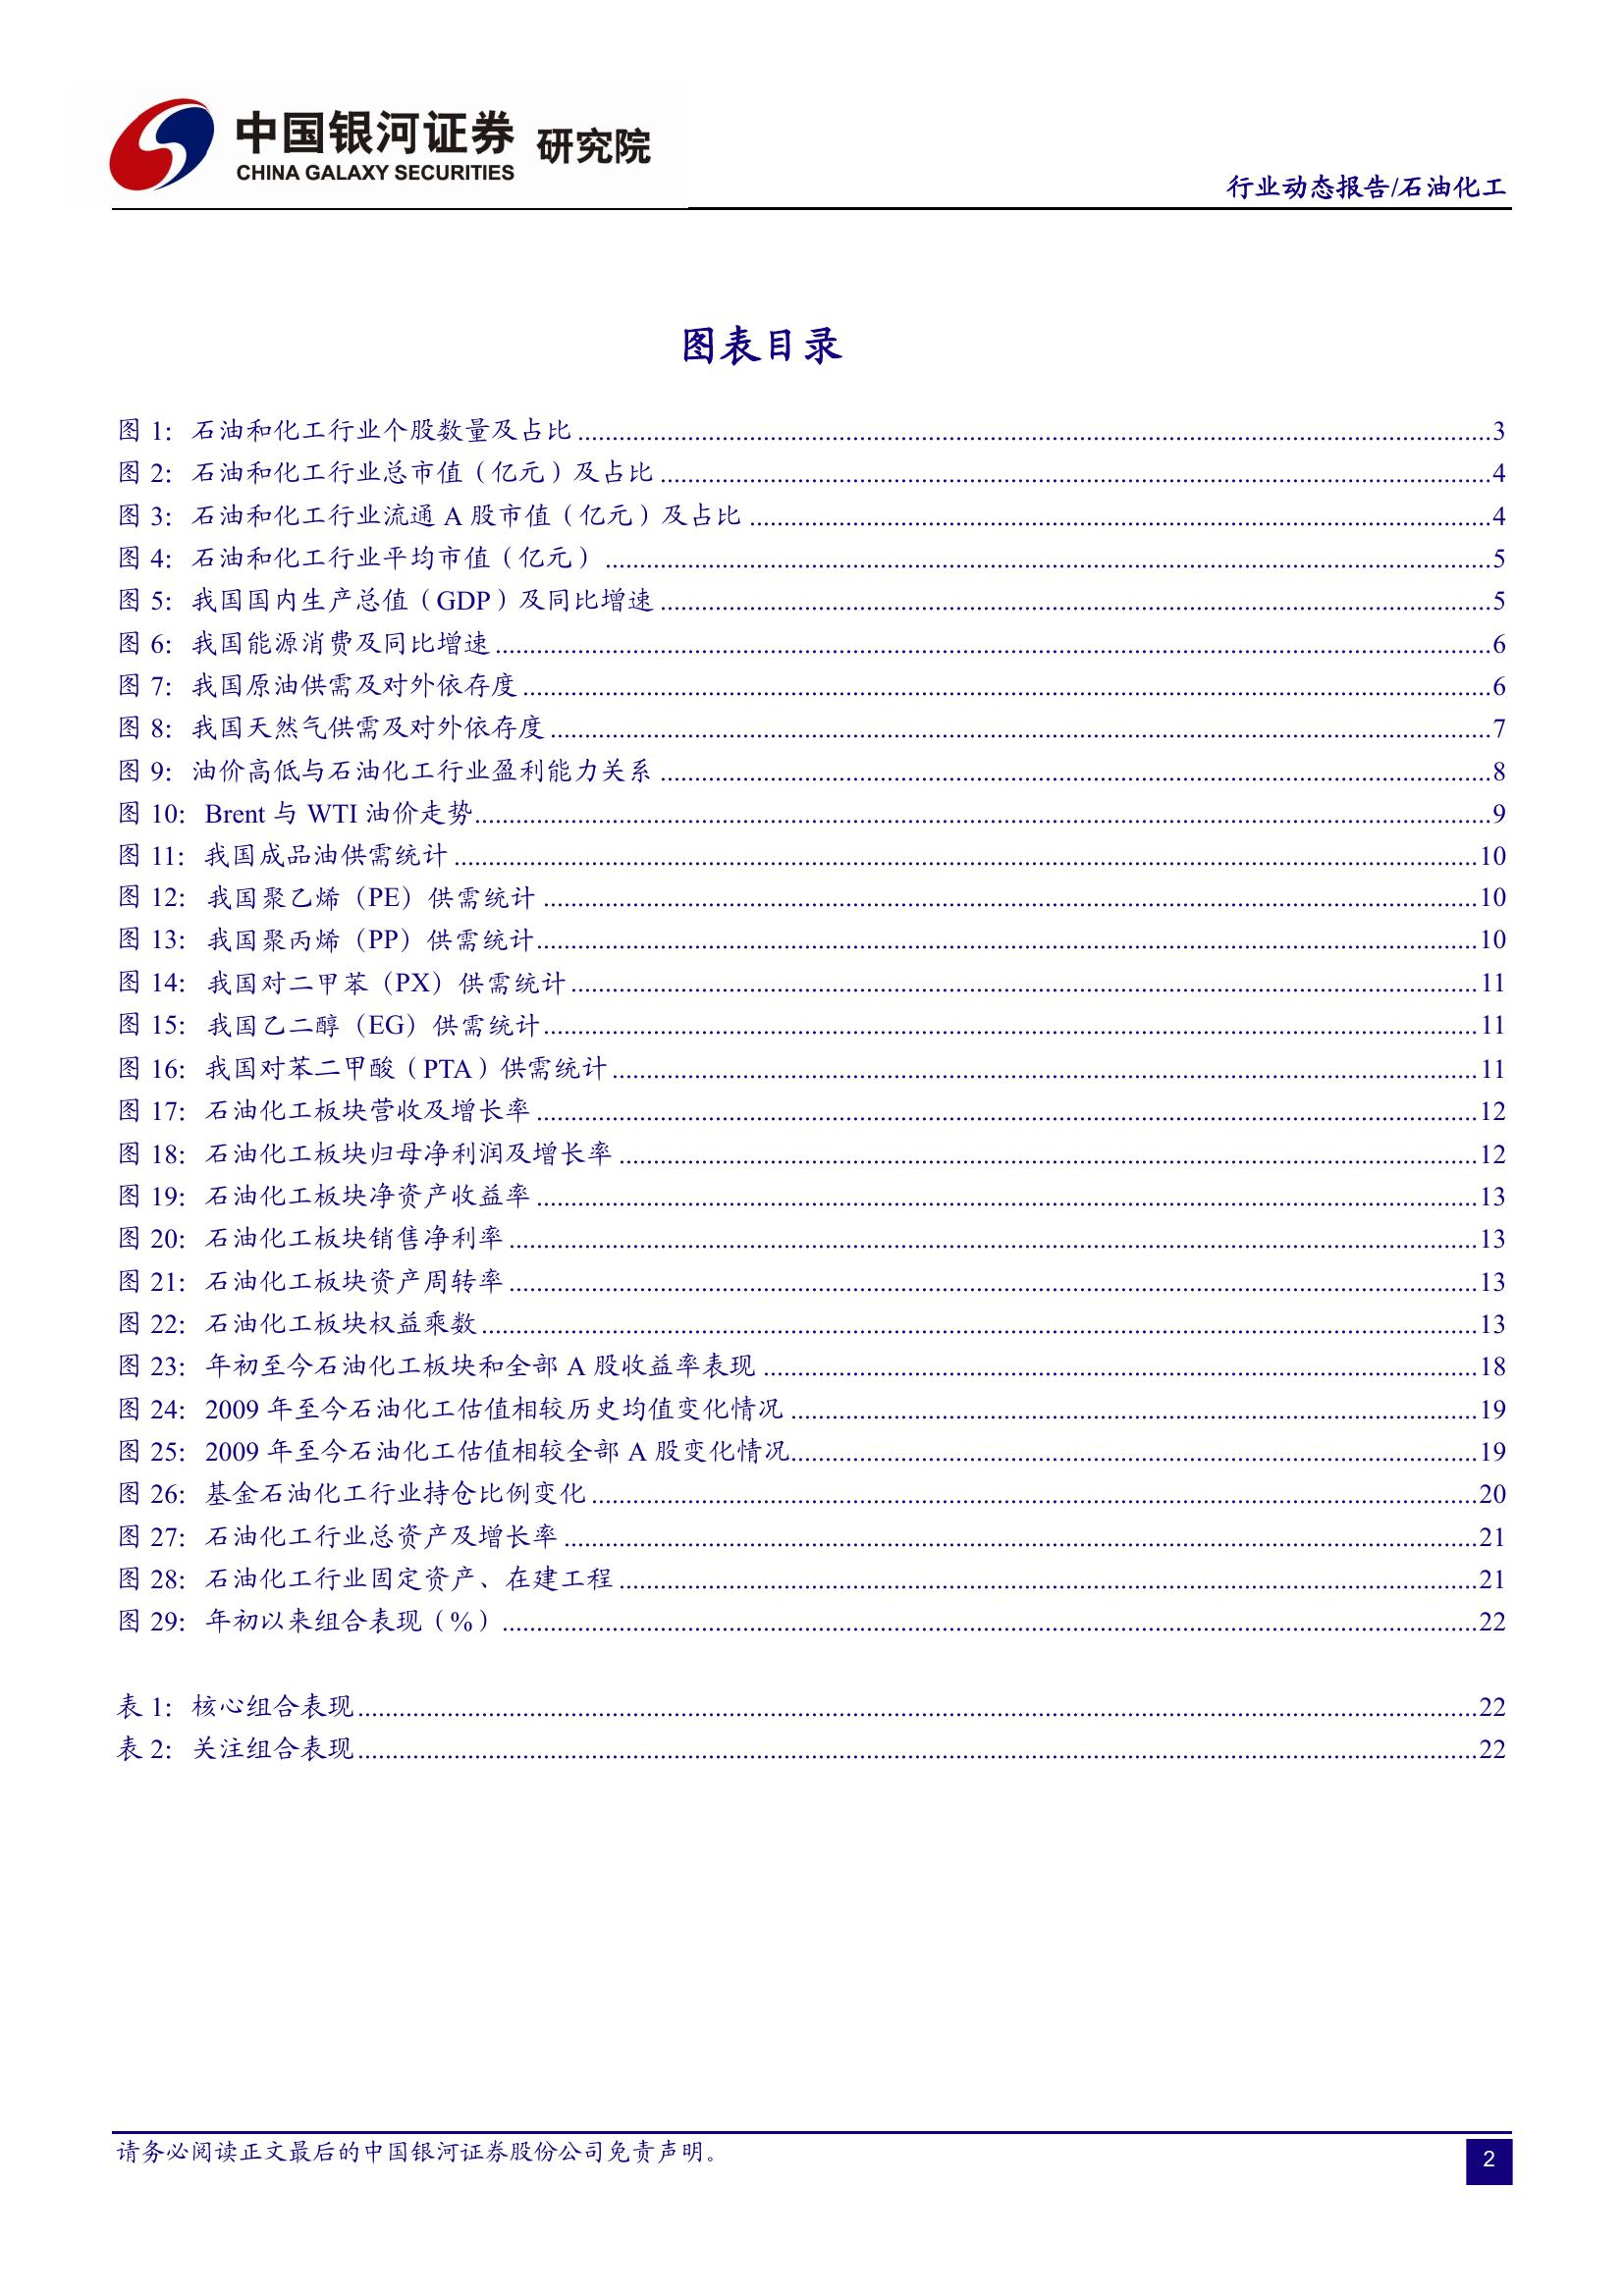 中国银河证券 研究院
CHINA GALAXY SECURITIES
行业动态报告/石油化工
图表目录
图 1：石油和化工行业个股数量及占比........3
图 2：石油和化工行业总市值（亿元）及占比........4
图 3：石油和化工行业流通 A 股市值（亿元）及占比........4
图 4：石油和化工行业平均市值（亿元）........5
图 5：我国国内生产总值（GDP）及同比增速........5
图 6：我国能源消费及同比增速........6
图 7：我国原油供需及对外依存度........6
图 8：我国天然气供需及对外依存度........7
图 9：油价高低与石油化工行业盈利能力关系........8
图 10：Brent 与 WTI 油价走势........9
图 11：我国成品油供需统计........10
图 12：我国聚乙烯（PE）供需统计........10
图 13：我国聚丙烯（PP）供需统计........10
图 14：我国对二甲苯（PX）供需统计........11
图 15：我国乙二醇（EG）供需统计........11
图 16：我国对苯二甲酸（PTA）供需统计........11
图 17：石油化工板块营收及增长率........12
图 18：石油化工板块归母净利润及增长率........12
图 19：石油化工板块净资产收益率........13
图 20：石油化工板块销售净利率........13
图 21：石油化工板块资产周转率........13
图 22：石油化工板块权益乘数........13
图 23：年初至今石油化工板块和全部 A 股收益率表现........18
图 24：2009 年至今石油化工估值相较历史均值变化情况........19
图 25：2009 年至今石油化工估值相较全部 A 股变化情况........19
图 26：基金石油化工行业持仓比例变化........20
图 27：石油化工行业总资产及增长率........21
图 28：石油化工行业固定资产、在建工程........21
图 29：年初以来组合表现（%）........22
表 1：核心组合表现........22
表 2：关注组合表现........22
请务必阅读正文最后的中国银河证券股份公司免责声明。
2